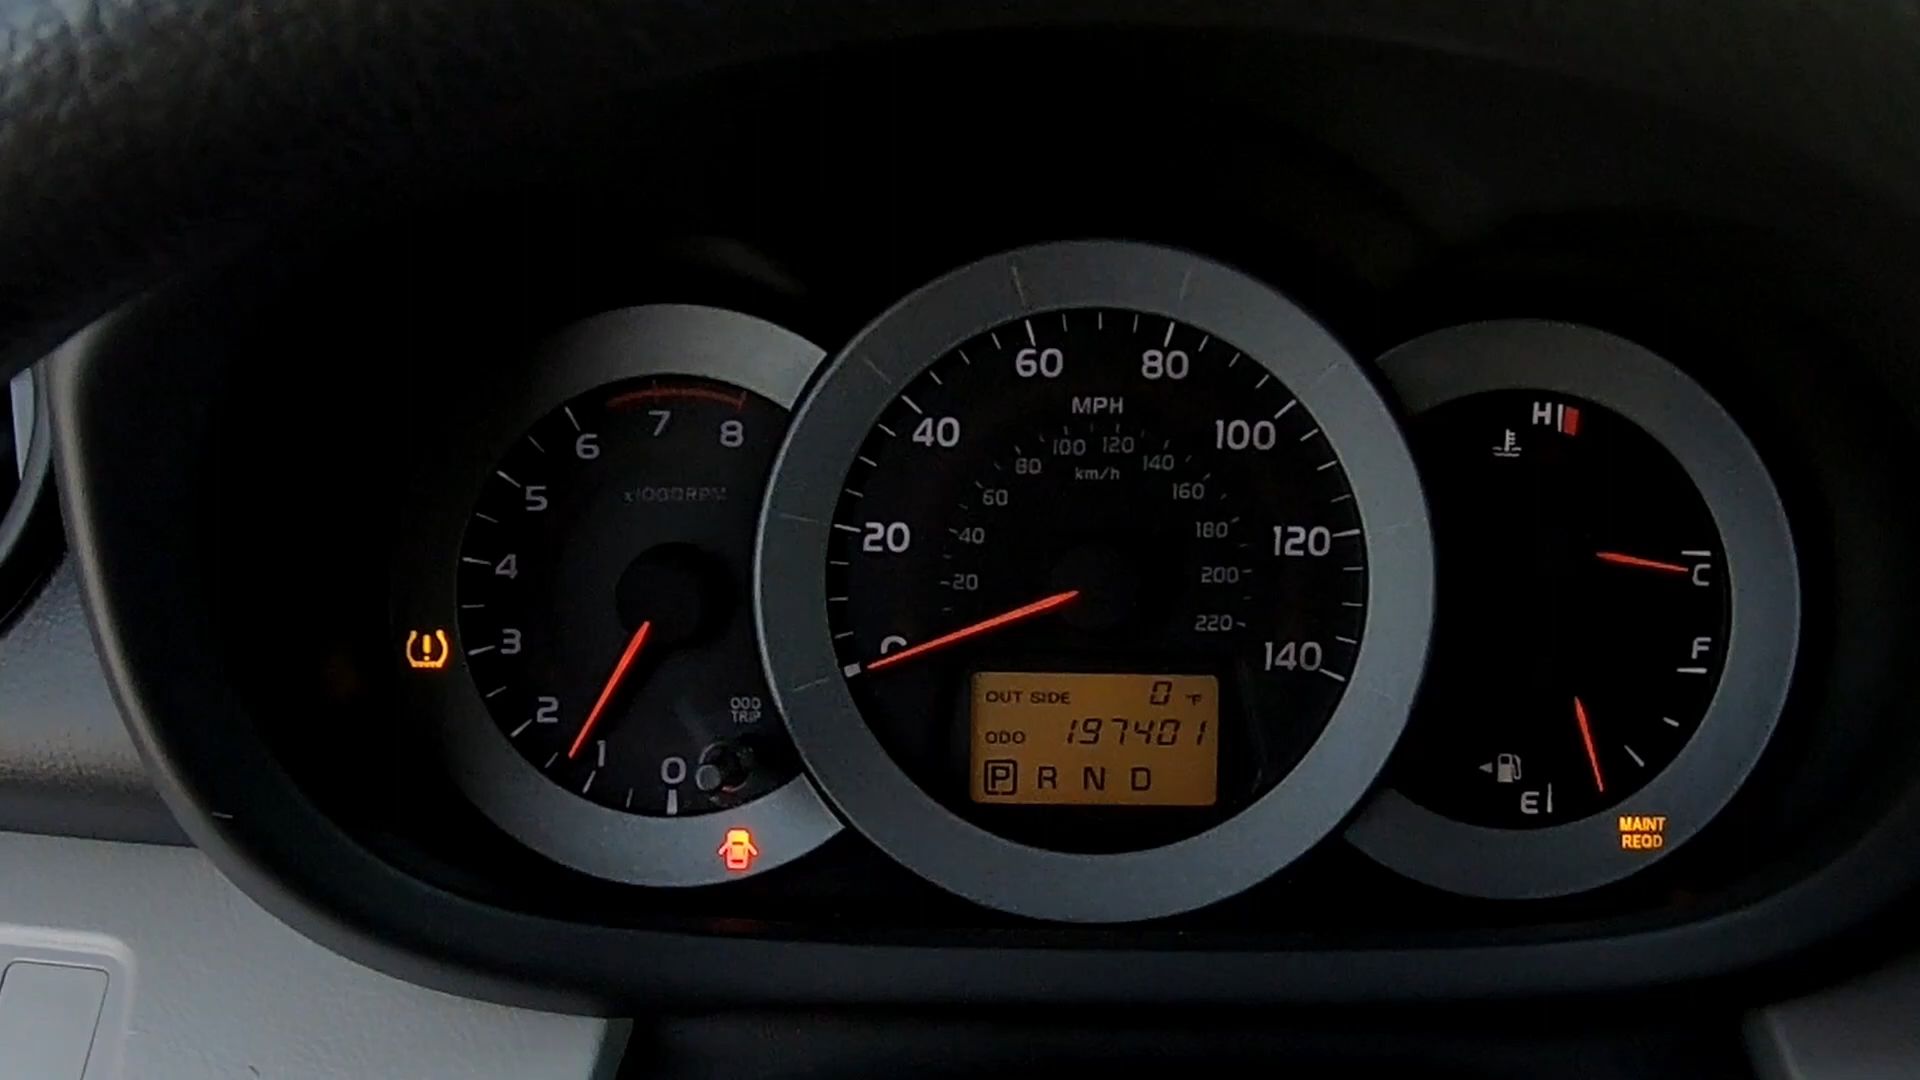 0
1
2
3
4
5
6
7
8
x1000RPM
ODO
TRIP
20
40
60
80
100
120
140
MPH
20
40
60
80
100
120
140
160
180
200
220
km/h
OUT SIDE 0 °F
ODO 197401
P R N D
H
C
F
E
MAINT
REQD